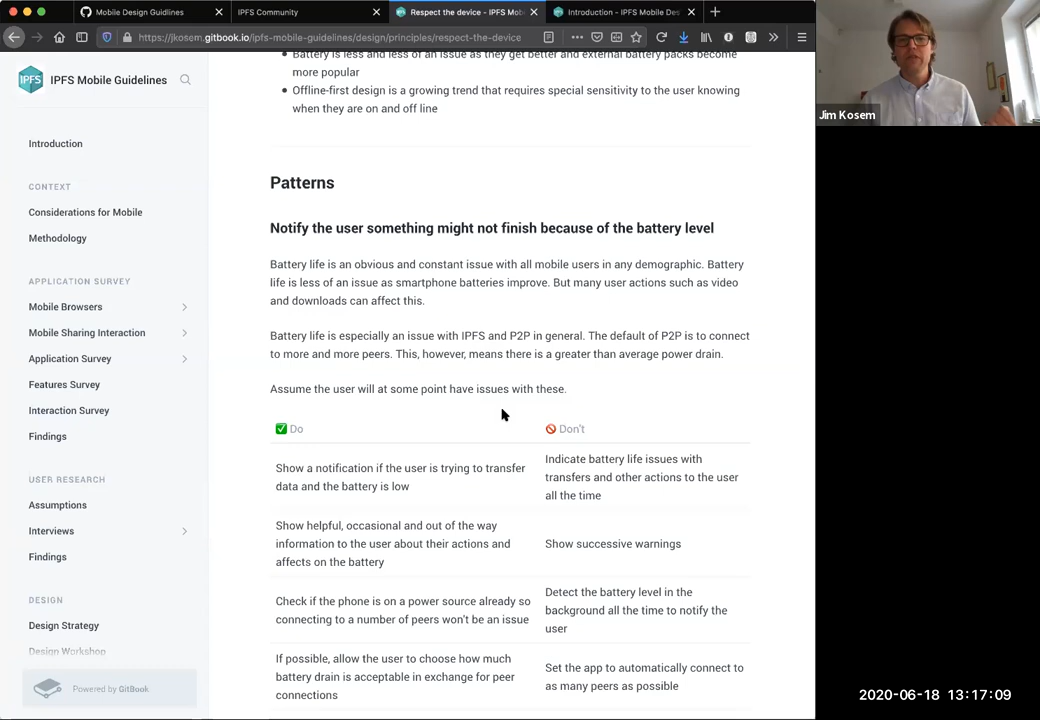 Mobile Design Guidlines
IPFS Community
Respect the device - IPFS Mob
Introduction - IPFS Mobile Des
https://jkosem.gitbook.io/ipfs-mobile-guidelines/design/principles/respect-the-device
IPFS
IPFS Mobile Guidelines
Introduction
CONTEXT
Considerations for Mobile
Methodology
APPLICATION SURVEY
Mobile Browsers
Mobile Sharing Interaction
Application Survey
Features Survey
Interaction Survey
Findings
USER RESEARCH
Assumptions
Interviews
Findings
DESIGN
Design Strategy
Design Workshop
Powered by GitBook
Battery is less and less of an issue as they get better and external battery packs become
more popular
Offline-first design is a growing trend that requires special sensitivity to the user knowing
when they are on and off line
Patterns
Notify the user something might not finish because of the battery level
Battery life is an obvious and constant issue with all mobile users in any demographic. Battery
life is less of an issue as smartphone batteries improve. But many user actions such as video
and downloads can affect this.
Battery life is especially an issue with IPFS and P2P in general. The default of P2P is to connect
to more and more peers. This, however, means there is a greater than average power drain.
Assume the user will at some point have issues with these.
✅ Do
🚫 Don't
Show a notification if the user is trying to transfer
data and the battery is low
Indicate battery life issues with
transfers and other actions to the user
all the time
Show helpful, occasional and out of the way
information to the user about their actions and
affects on the battery
Show successive warnings
Check if the phone is on a power source already so
connecting to a number of peers won't be an issue
Detect the battery level in the
background all the time to notify the
user
If possible, allow the user to choose how much
battery drain is acceptable in exchange for peer
connections
Set the app to automatically connect to
as many peers as possible
Jim Kosem
2020-06-18 13:17:09